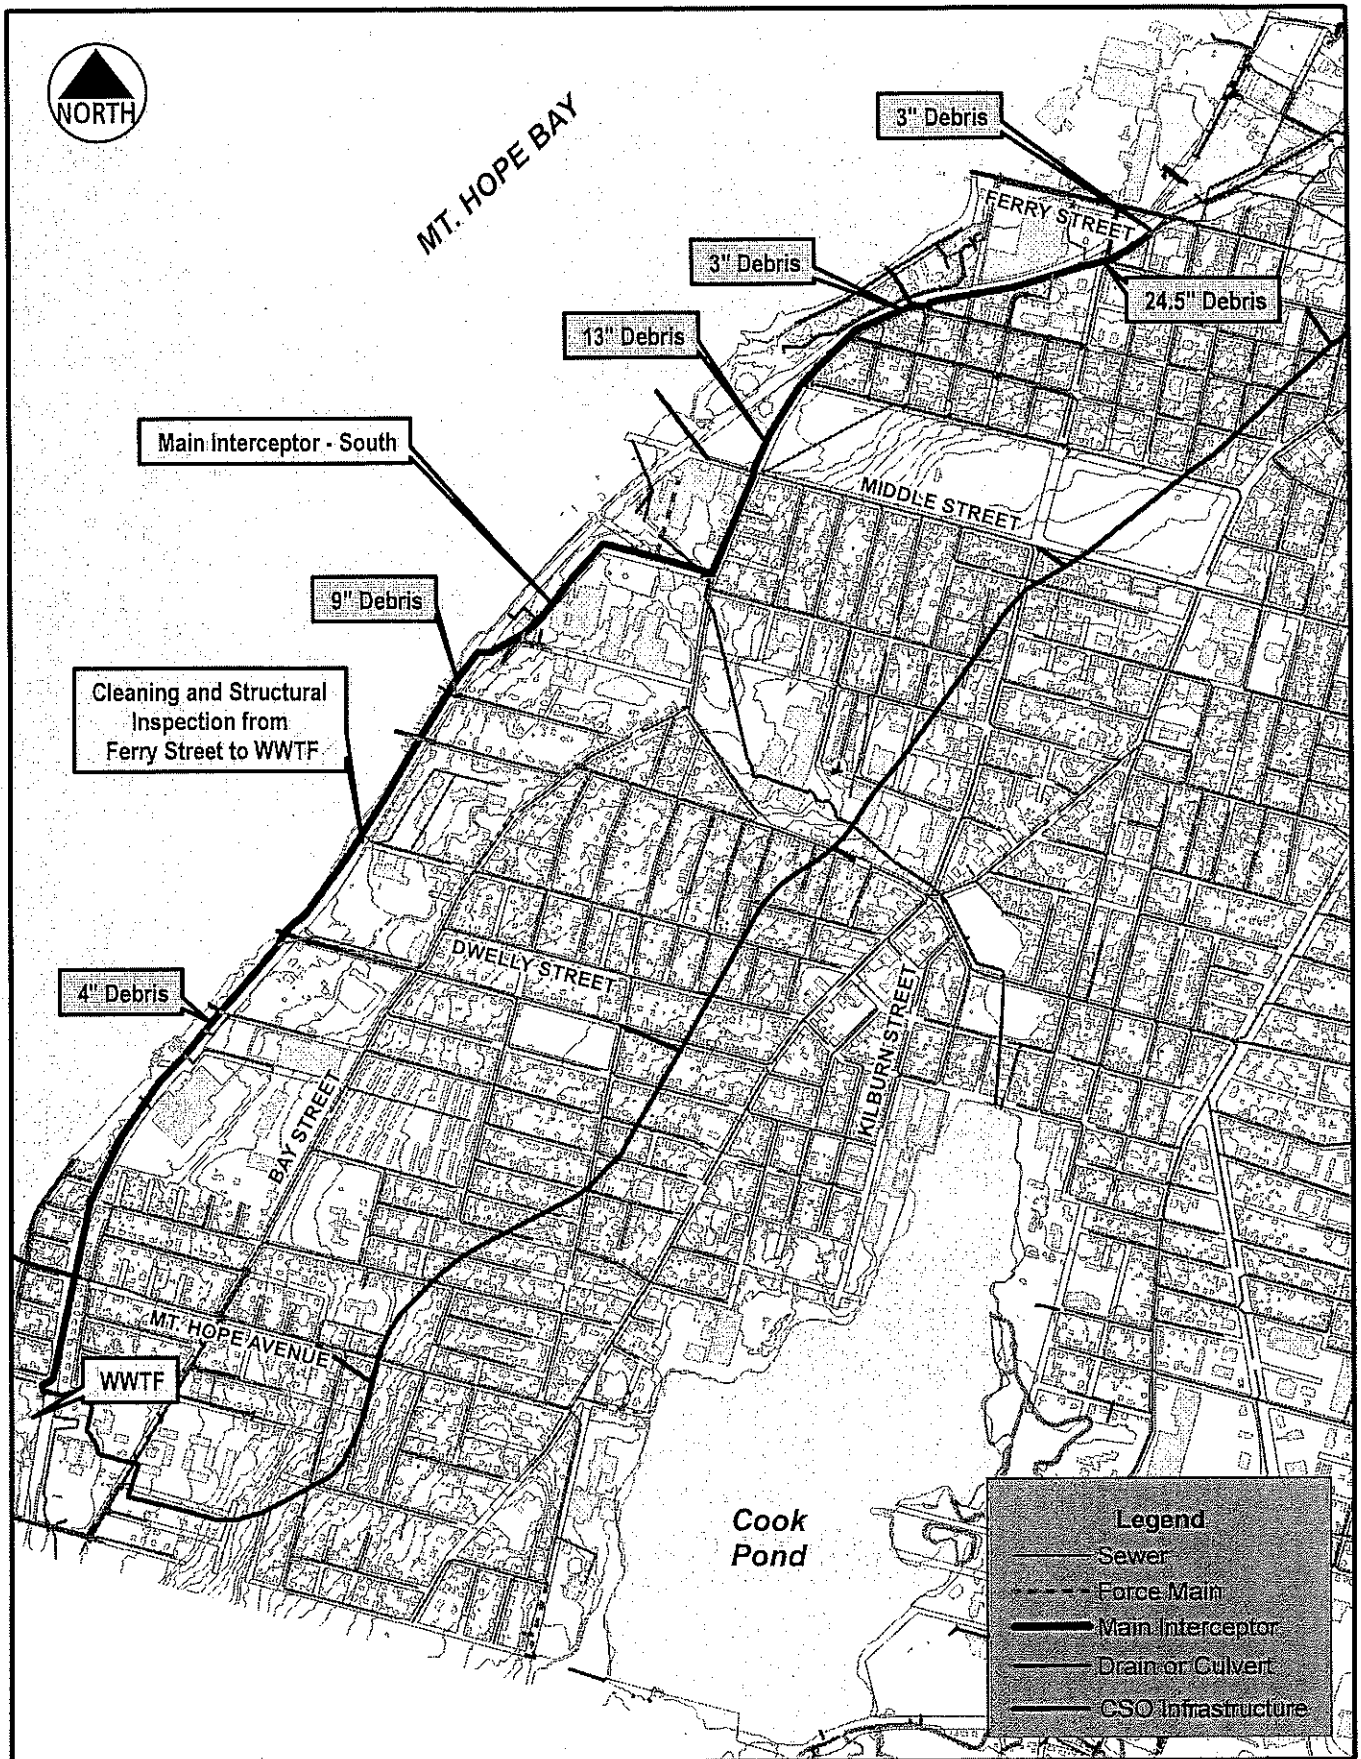 NORTH
MT. HOPE BAY
3" Debris
FERRY STREET
3" Debris
24.5" Debris
13" Debris
Main Interceptor - South
MIDDLE STREET
9" Debris
Cleaning and Structural
Inspection from
Ferry Street to WWTF
DWELLY STREET
4" Debris
KILBURN STREET
BAY STREET
MT. HOPE AVENUE
WWTF
Cook
Pond
Legend
Sewer
Force Main
Main Interceptor
Drain or Culvert
CSO Infrastructure